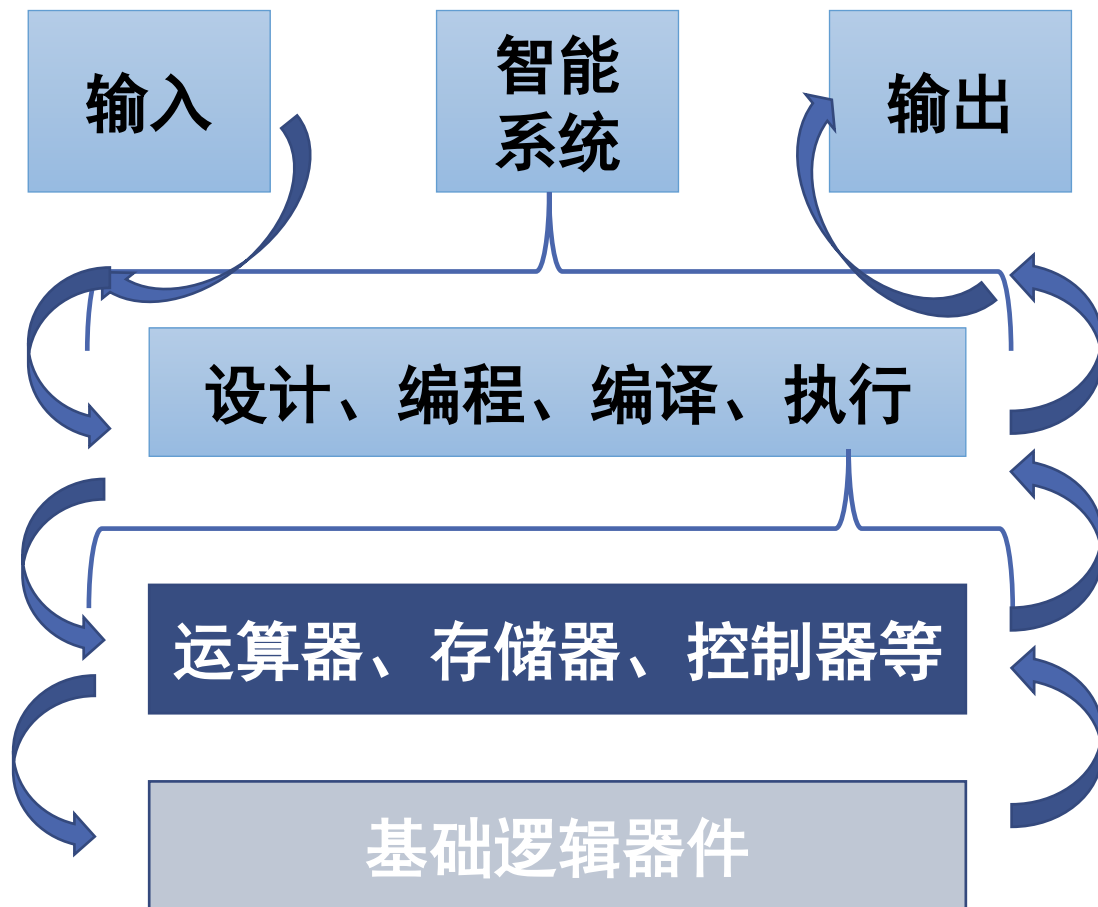 输入
智能
系统
输出
设计、编程、编译、执行
运算器、存储器、控制器等
基础逻辑器件